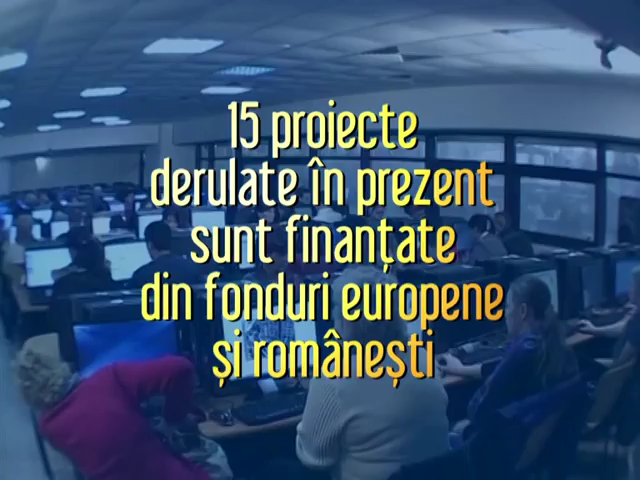 15 proiecte
derulate în prezent
sunt finanțate
din fonduri europene
și românești